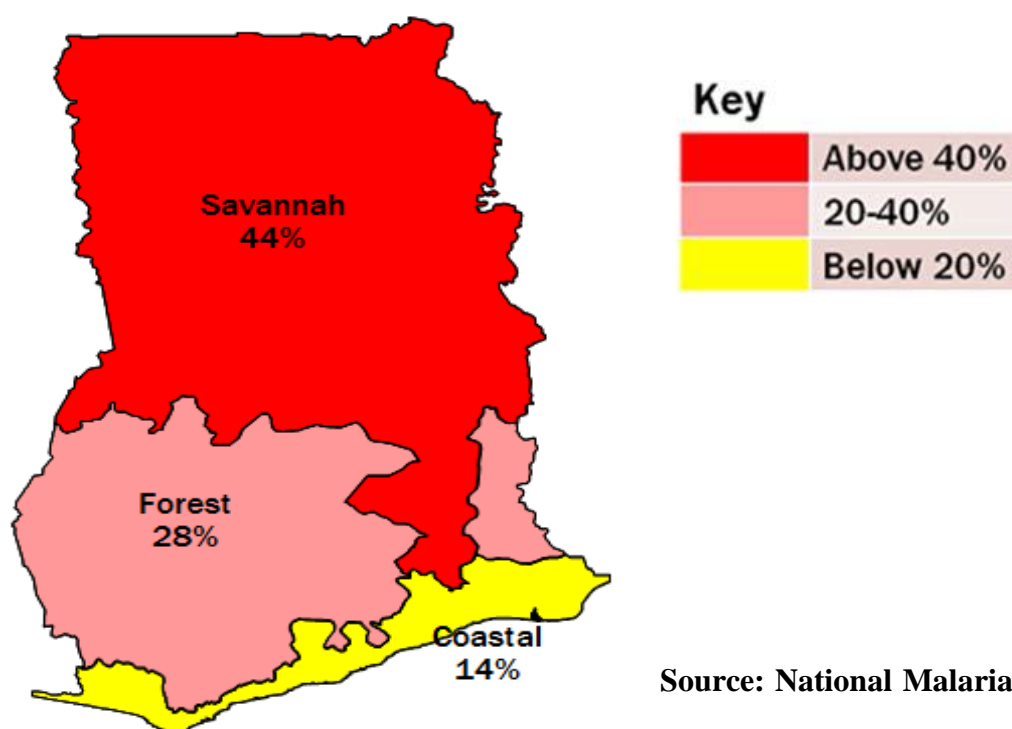 Key
Above 40%
20-40%
Below 20%
Savannah
44%
Forest
28%
Coastal
14%
Source: National Malaria